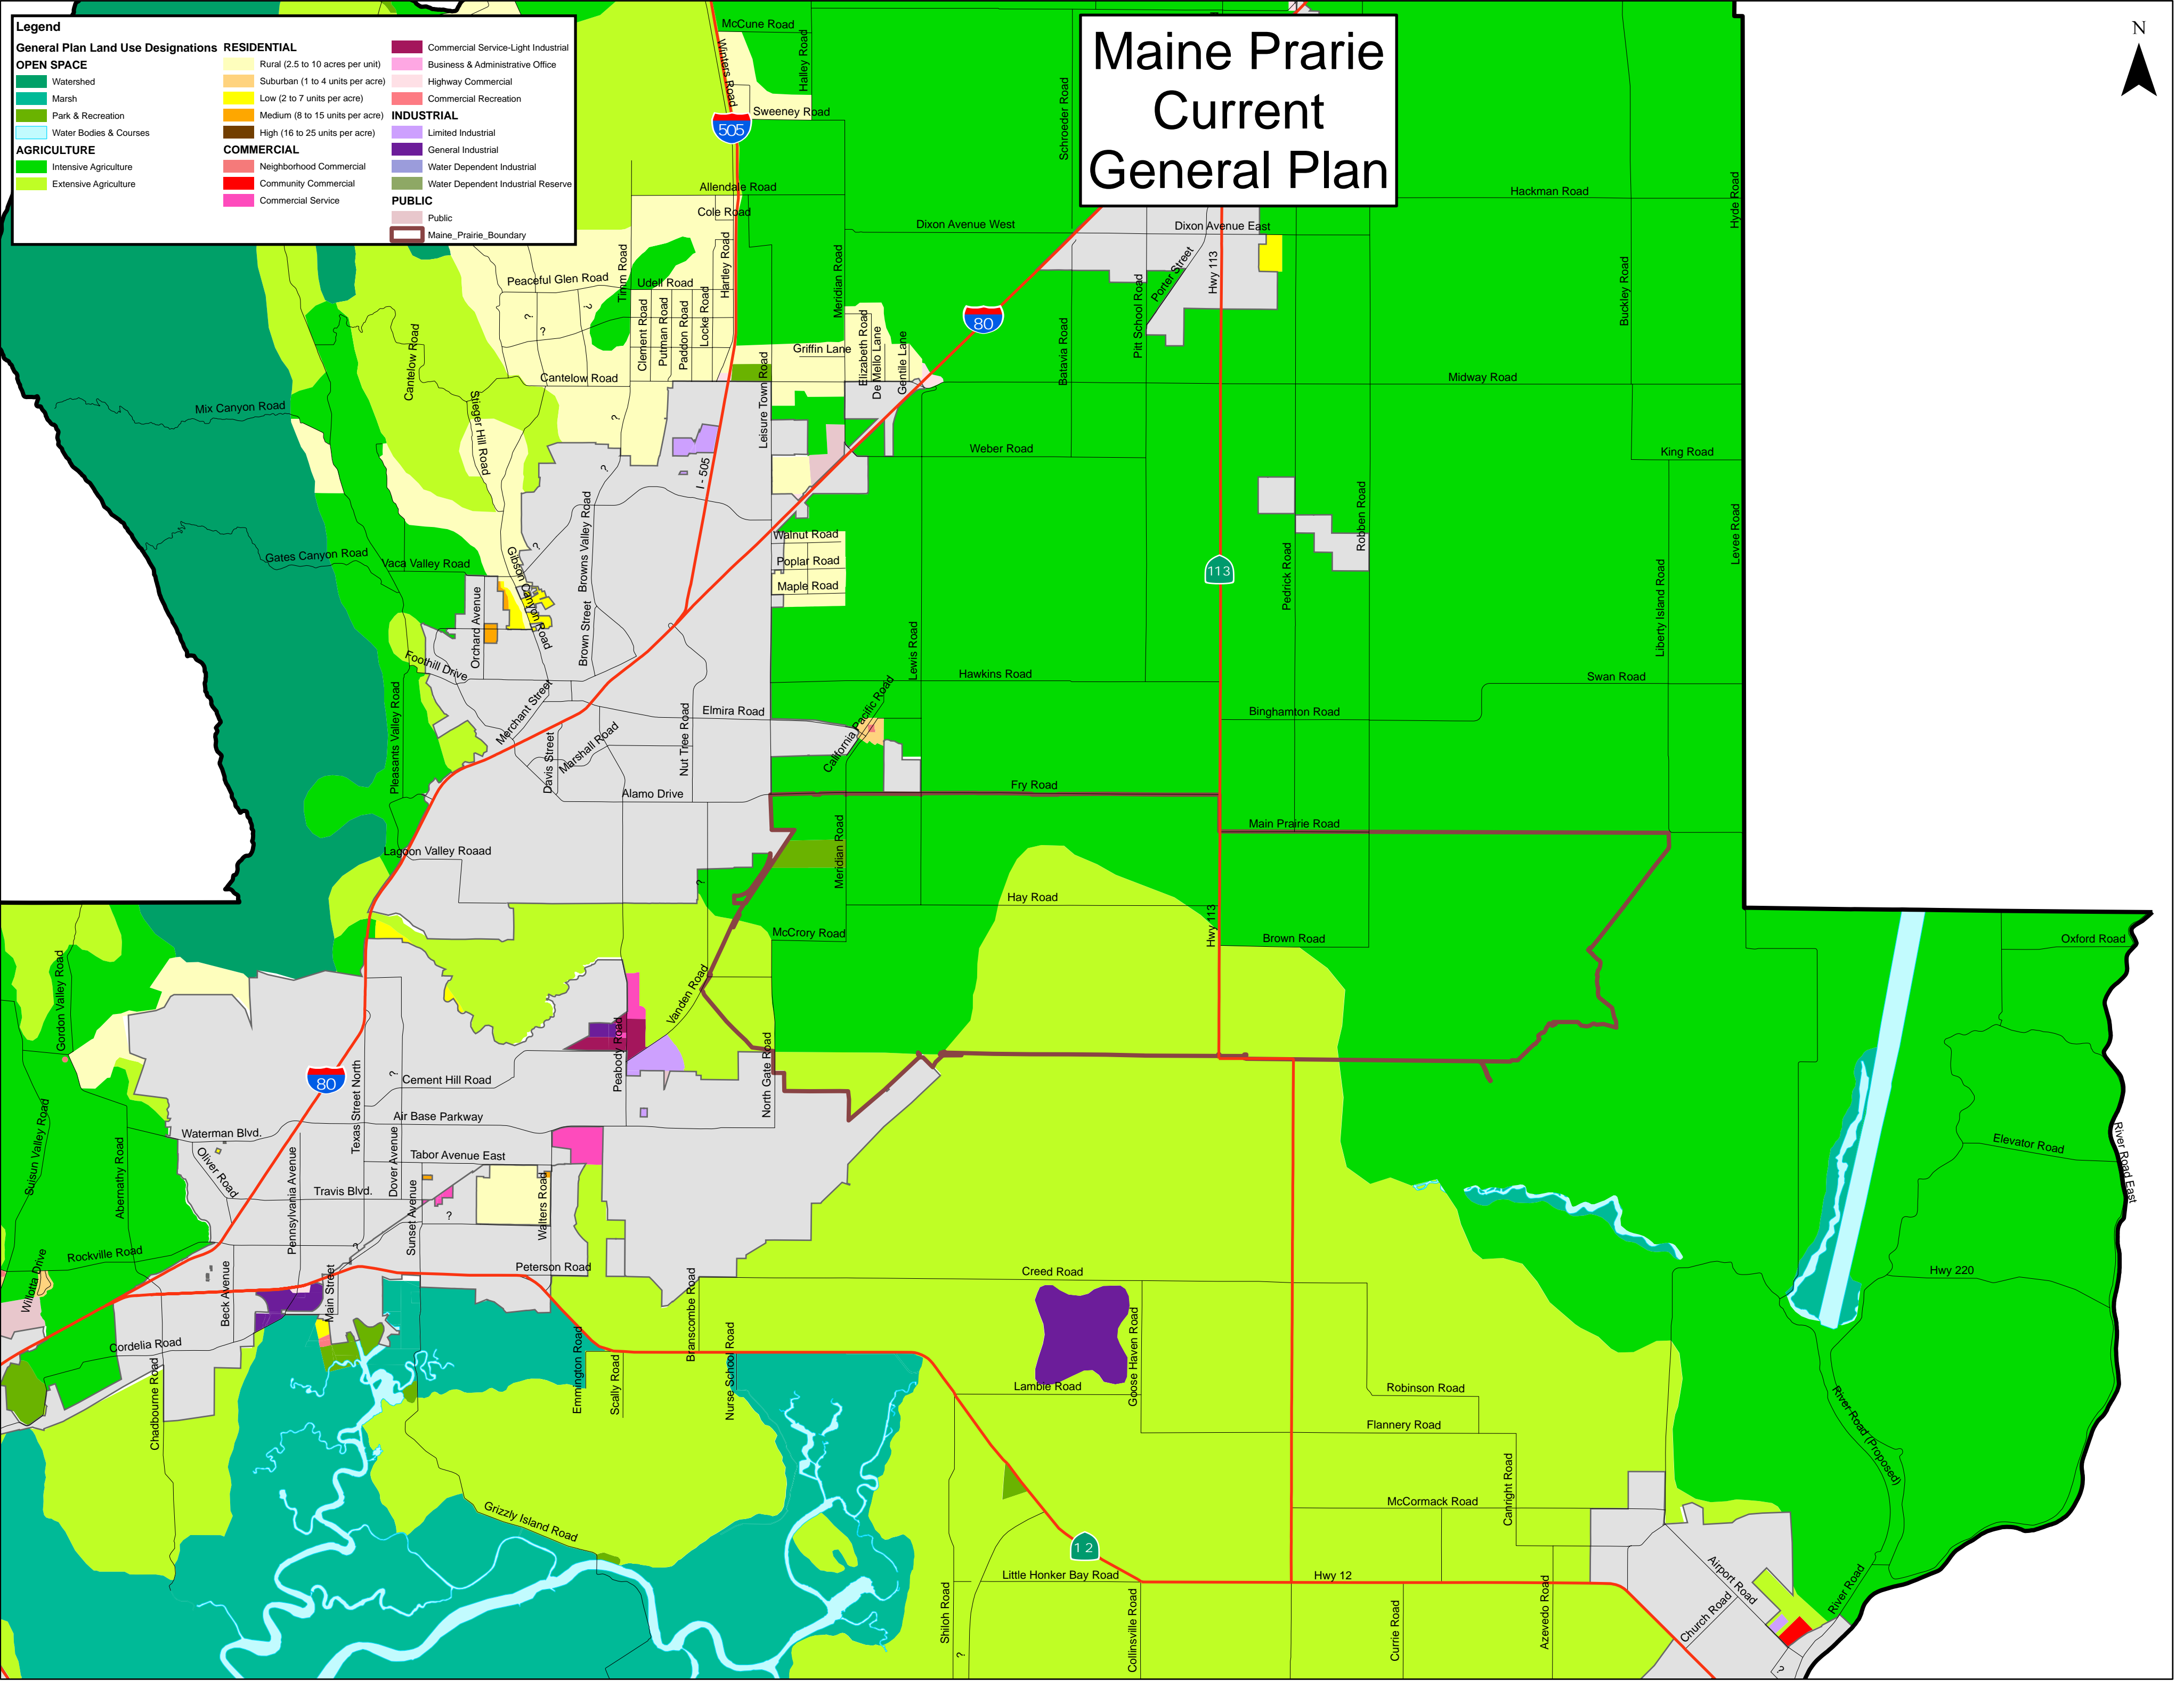 Legend
General Plan Land Use Designations
OPEN SPACE
Watershed
Marsh
Park & Recreation
Water Bodies & Courses
AGRICULTURE
Intensive Agriculture
Extensive Agriculture
RESIDENTIAL
Rural (2.5 to 10 acres per unit)
Suburban (1 to 4 units per acre)
Low (2 to 7 units per acre)
Medium (8 to 15 units per acre)
High (16 to 25 units per acre)
COMMERCIAL
Neighborhood Commercial
Community Commercial
Commercial Service
Commercial Service-Light Industrial
Business & Administrative Office
Highway Commercial
Commercial Recreation
INDUSTRIAL
Limited Industrial
General Industrial
Water Dependent Industrial
Water Dependent Industrial Reserve
PUBLIC
Public
Maine_Prairie_Boundary
Maine Prarie
Current
General Plan
N
McCune Road
Winters Road
Halley Road
Sweeney Road
505
Schroeder Road
Allendale Road
Cole Road
Hackman Road
Hyde Road
Dixon Avenue West
Dixon Avenue East
Timm Road
Hartley Road
Meridian Road
Peaceful Glen Road
Udell Road
Porter Street
Hwy 113
Pitt School Road
Buckley Road
?
?
?
Clement Road
Putman Road
Paddon Road
Locke Road
80
Cantelow Road
Griffin Lane
Elizabeth Road
De Mello Lane
Gentile Lane
Batavia Road
Leisure Town Road
Cantelow Road
Midway Road
Mix Canyon Road
Stieger Hill Road
?
Weber Road
King Road
?
I - 505
Browns Valley Road
Robben Road
Levee Road
Walnut Road
Gates Canyon Road
Vaca Valley Road
Gibson Canyon Road
?
Poplar Road
113
Pedrick Road
Maple Road
Orchard Avenue
Brown Street
Liberty Island Road
Lewis Road
Foothill Drive
Hawkins Road
Swan Road
Pleasants Valley Road
Merchant Street
Elmira Road
California Pacific Road
Binghamton Road
Davis Street
Marshall Road
Nut Tree Road
Alamo Drive
Fry Road
Main Prairie Road
Lagoon Valley Roaad
Meridian Road
?
Hay Road
Hwy 113
McCrory Road
Brown Road
Oxford Road
Gordon Valley Road
Vanden Road
Peabody Road
North Gate Road
80
Texas Street North
?
Cement Hill Road
Air Base Parkway
Waterman Blvd.
Suisun Valley Road
Abernathy Road
Oliver Road
Pennsylvania Avenue
Dover Avenue
Tabor Avenue East
Travis Blvd.
Sunset Avenue
?
Walters Road
Elevator Road
River Road East
Rockville Road
?
Willotta Drive
Peterson Road
Creed Road
Hwy 220
Beck Avenue
Main Street
Branscombe Road
Cordelia Road
Chadbourne Road
Emmington Road
Scally Road
Nurse School Road
Goose Haven Road
Lambie Road
Robinson Road
Flannery Road
River Road (Proposed)
Canright Road
McCormack Road
Grizzly Island Road
12
Little Honker Bay Road
Hwy 12
Shiloh Road
?
Collinsville Road
Currie Road
Azevedo Road
Airport Road
Church Road
River Road
?